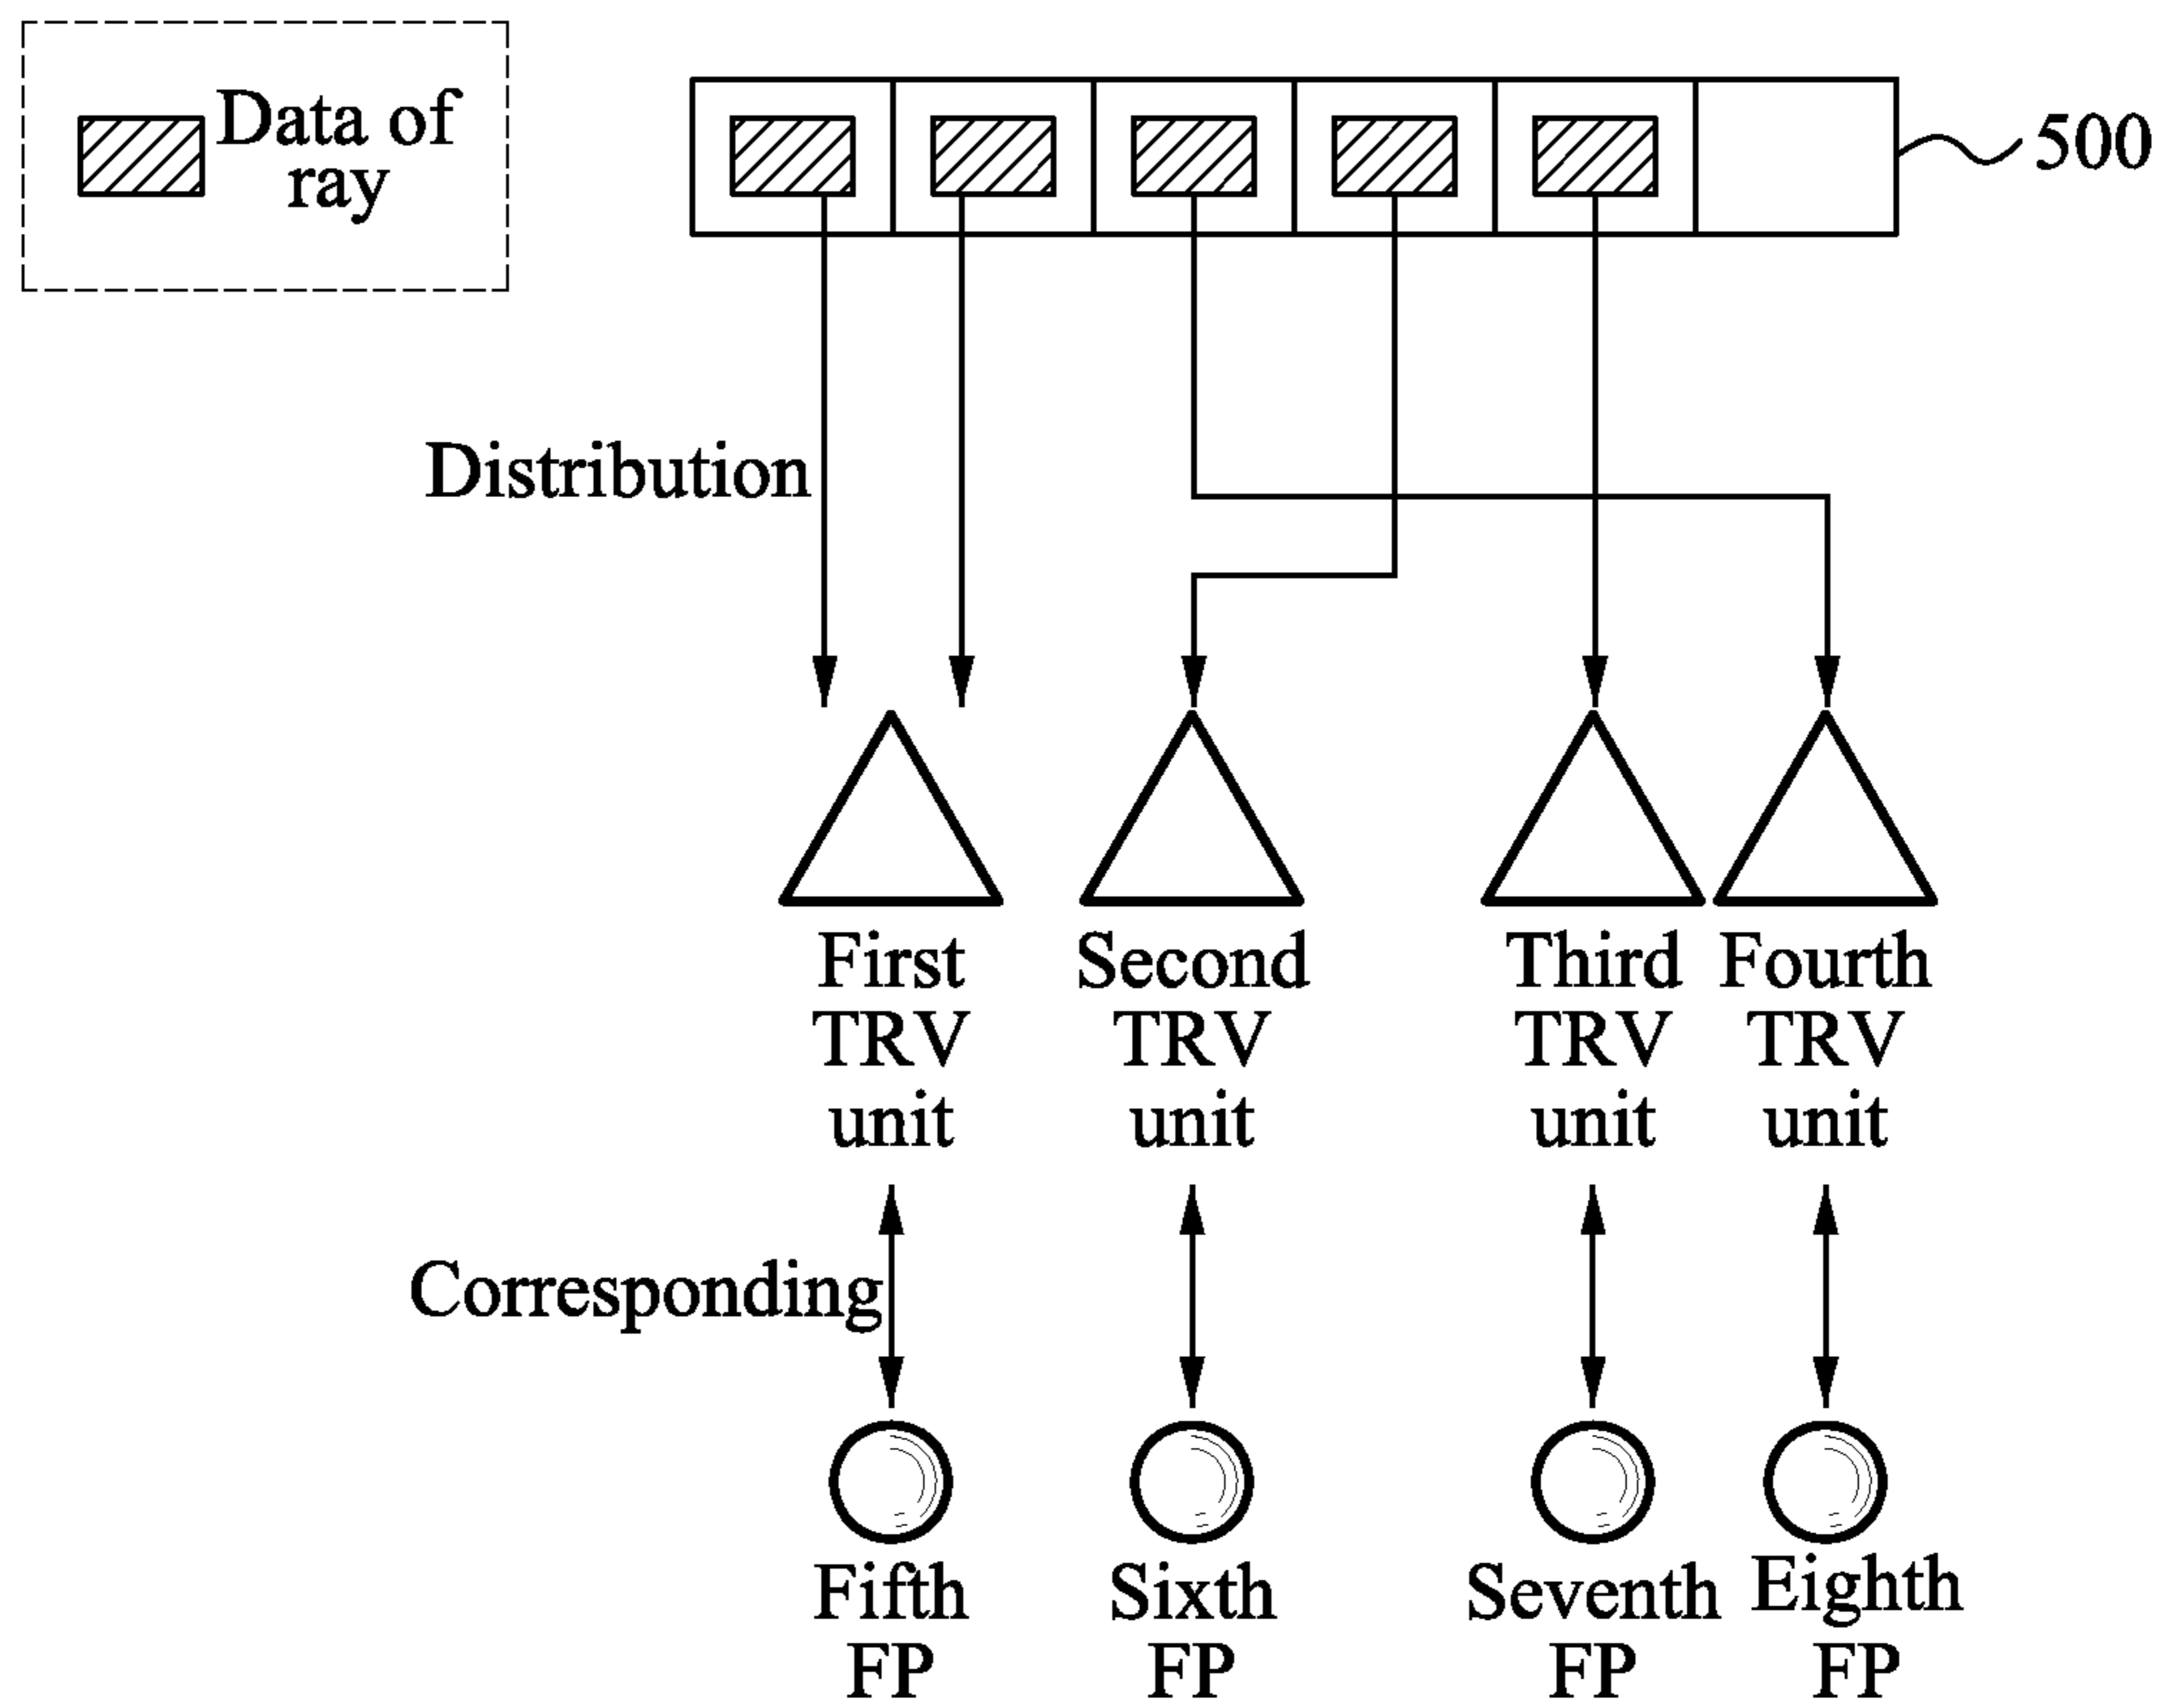 Data of
ray
500
Distribution
First Second Third Fourth
TRV TRV TRV TRV
unit unit unit unit
Corresponding
Fifth Sixth Seventh Eighth
FP FP FP FP